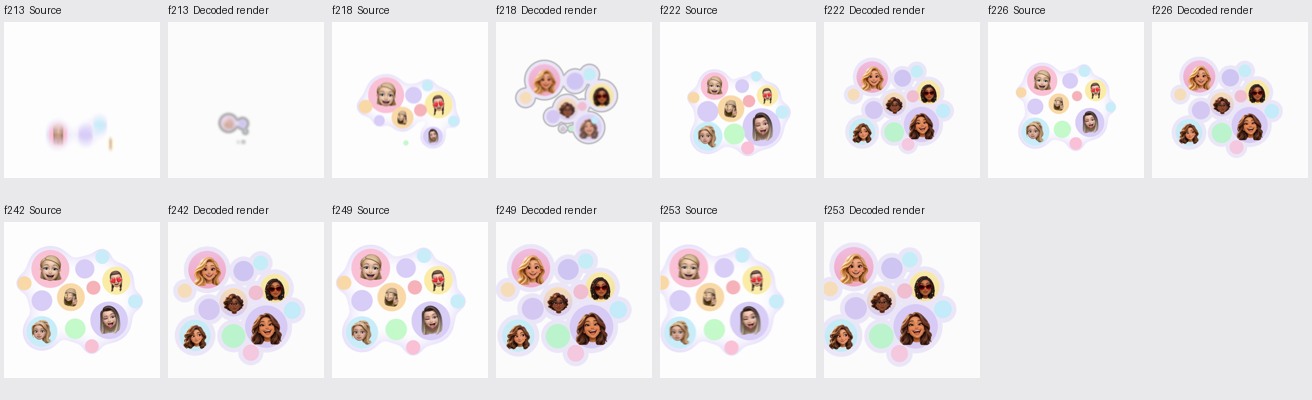 f213 Source
f213 Decoded render
f218 Source
f218 Decoded render
f222 Source
f222 Decoded render
f226 Source
f226 Decoded render
f242 Source
f242 Decoded render
f249 Source
f249 Decoded render
f253 Source
f253 Decoded render